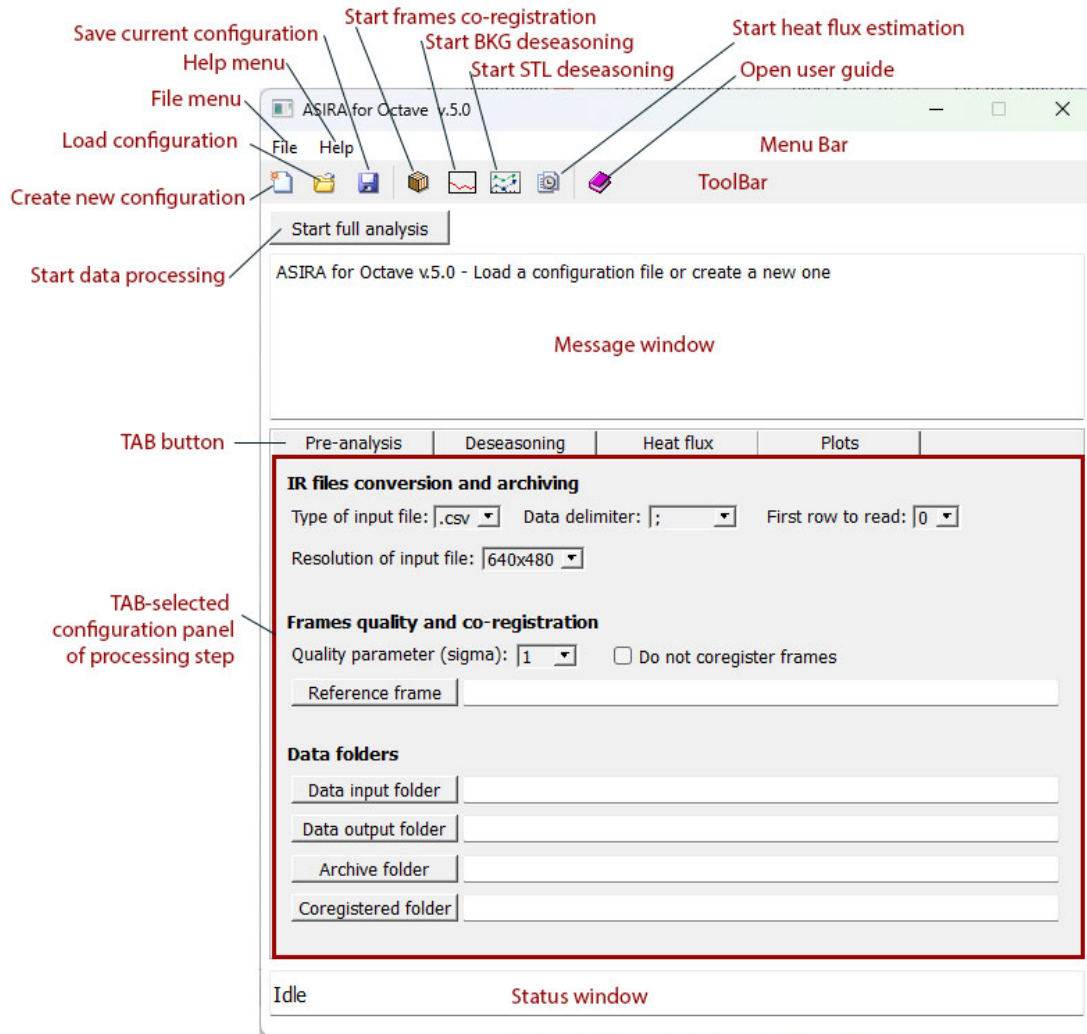 Start frames co-registration
Save current configuration
Start BKG deseasoning
Start heat flux estimation
Help menu
Start STL deseasoning
Open user guide
File menu
ASIRA for Octave v.5.0
Load configuration
File Help
Menu Bar
Create new configuration
ToolBar
Start full analysis
Start data processing
ASIRA for Octave v.5.0 - Load a configuration file or create a new one
Message window
TAB button
Pre-analysis Deseasoning Heat flux Plots
IR files conversion and archiving
Type of input file: .csv Data delimiter: ; First row to read: 0
Resolution of input file: 640x480
TAB-selected
configuration panel
of processing step
Frames quality and co-registration
Quality parameter (sigma): 1 Do not coregister frames
Reference frame
Data folders
Data input folder
Data output folder
Archive folder
Coregistered folder
Idle
Status window